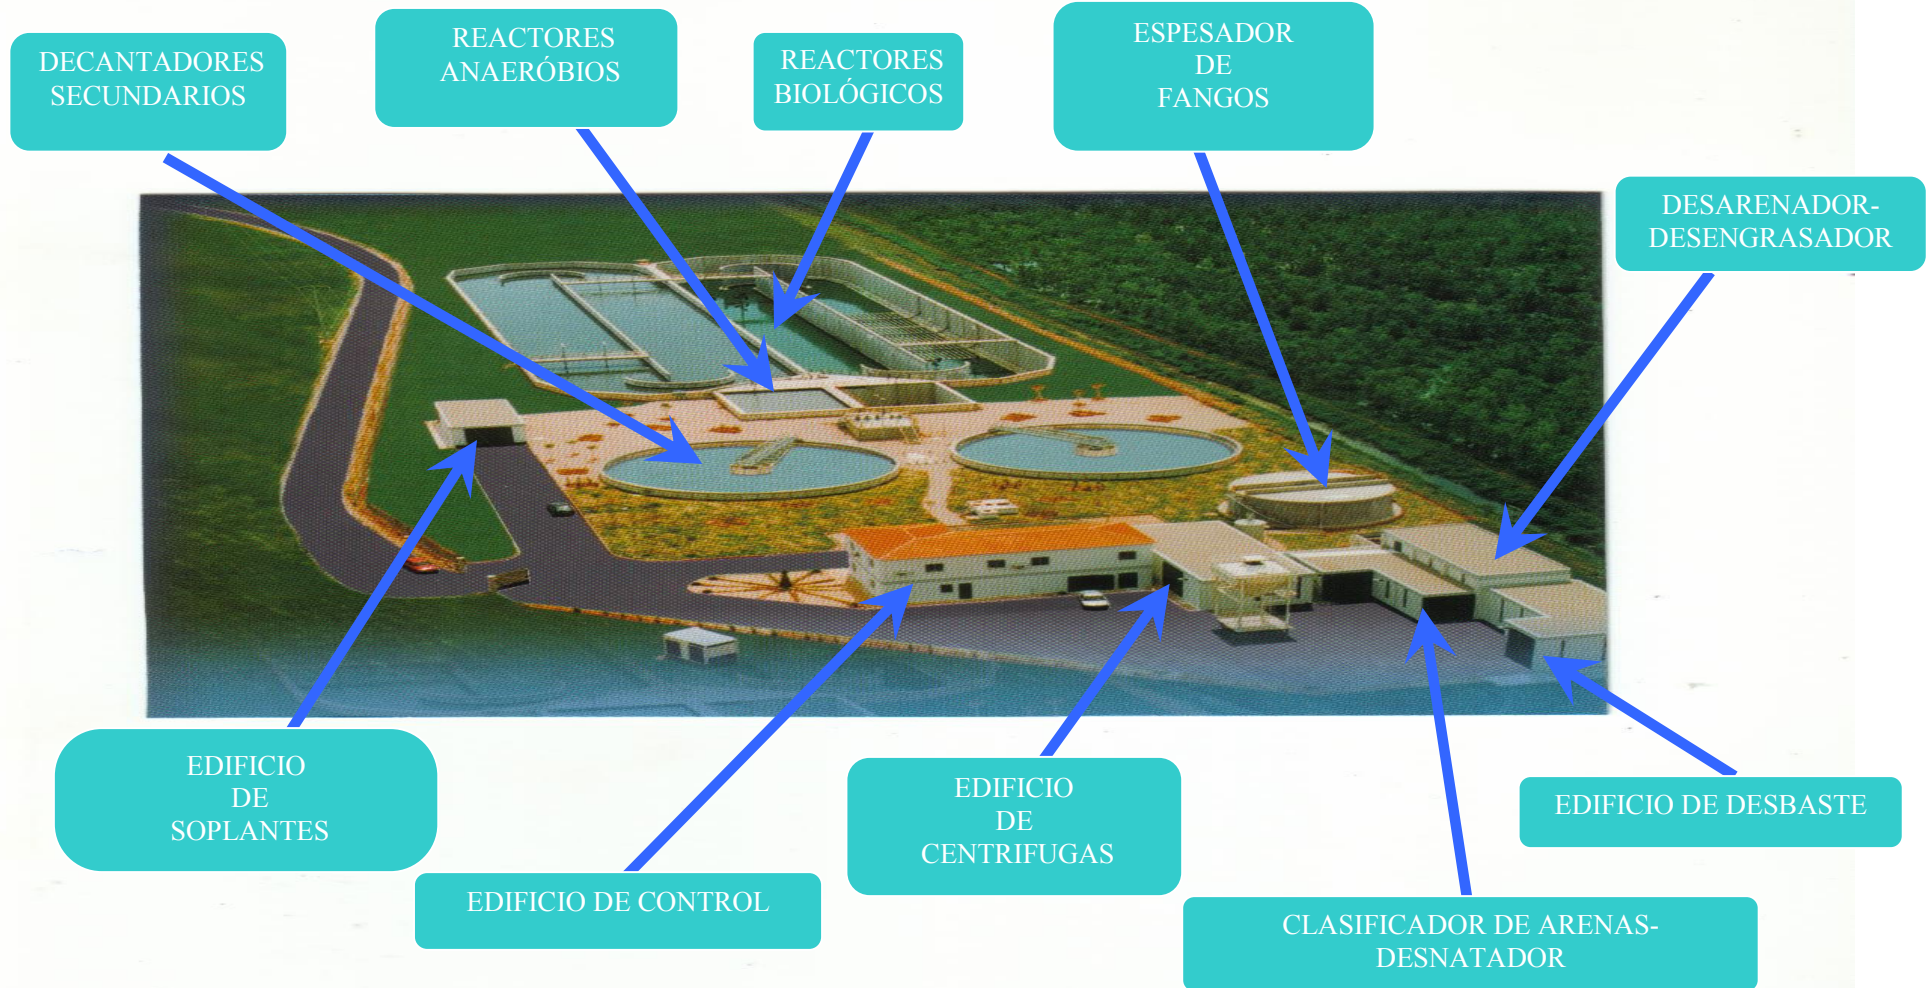 DECANTADORES
SECUNDARIOS
REACTORES
ANAERÓBIOS
REACTORES
BIOLÓGICOS
ESPESADOR
DE
FANGOS
DESARENADOR-
DESENGRASADOR
EDIFICIO
DE
SOPLANTES
EDIFICIO DE CONTROL
EDIFICIO
DE
CENTRIFUGAS
CLASIFICADOR DE ARENAS-
DESNATADOR
EDIFICIO DE DESBASTE